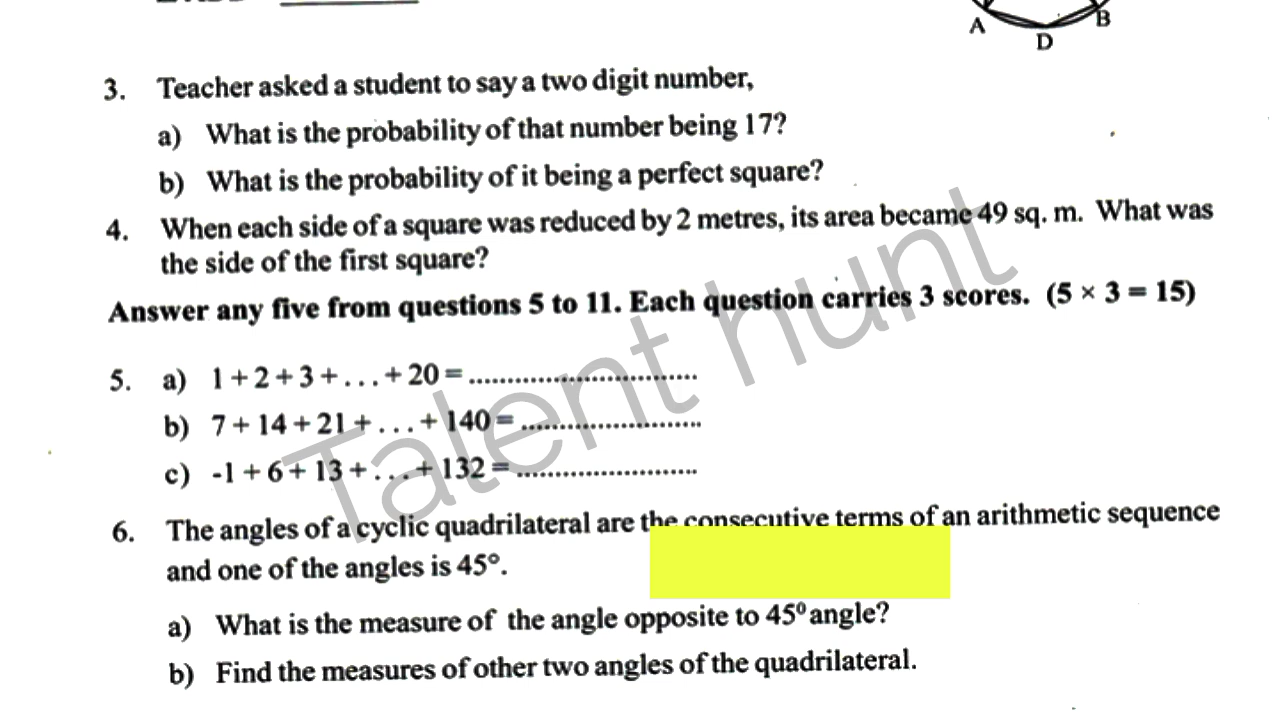 A
B
D
3. Teacher asked a student to say a two digit number,
a) What is the probability of that number being 17?
b) What is the probability of it being a perfect square?
4. When each side of a square was reduced by 2 metres, its area became 49 sq. m. What was
the side of the first square?
Answer any five from questions 5 to 11. Each question carries 3 scores. (5 × 3 = 15)
5. a) 1 + 2 + 3 + . . . + 20 = ..............................
b) 7 + 14 + 21 + . . . + 140 = ........................
c) -1 + 6 + 13 + . . . + 132 = ........................
Talent hunt
6. The angles of a cyclic quadrilateral are the consecutive terms of an arithmetic sequence
and one of the angles is 45°.
a) What is the measure of the angle opposite to 45⁰ angle?
b) Find the measures of other two angles of the quadrilateral.